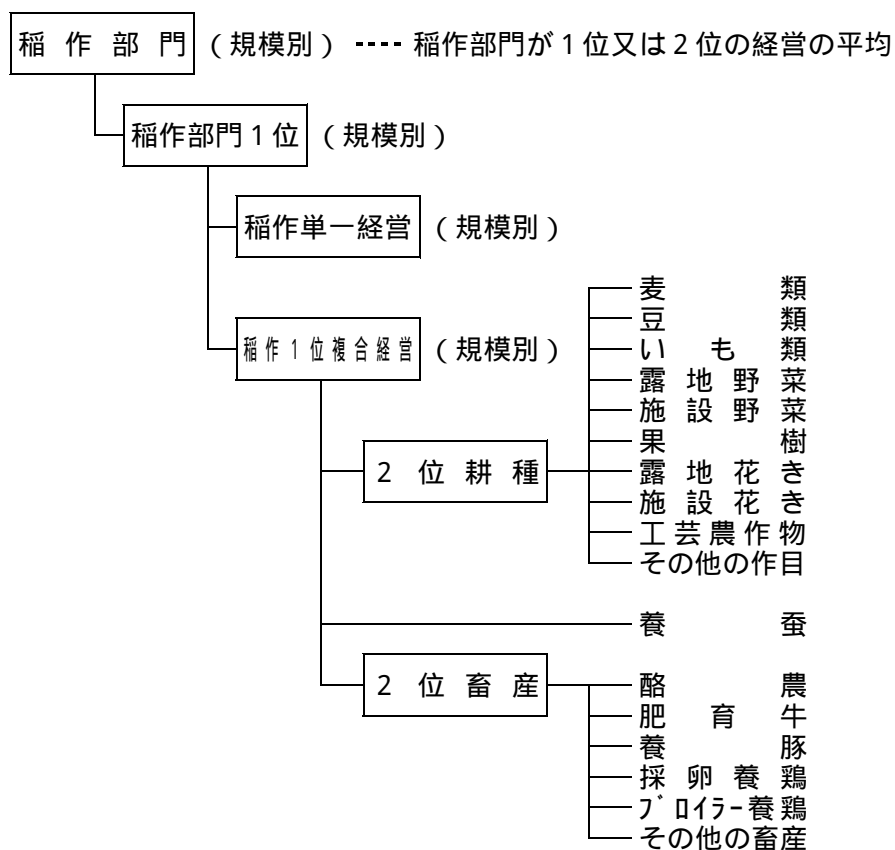 稲作部門(規模別)----稲作部門が1位又は2位の経営の平均
稲作部門1位(規模別)
稲作単一経営(規模別)
麦類
豆類
稲作1位複合経営(規模別)
いも類
露地野菜
施設野菜
果樹
2位耕種
露地花き
施設花き
工芸農作物
その他の作目
養蚕
2位畜産
酪農
肥育牛
養豚
採卵養鶏
ブロイラー養鶏
その他の畜産